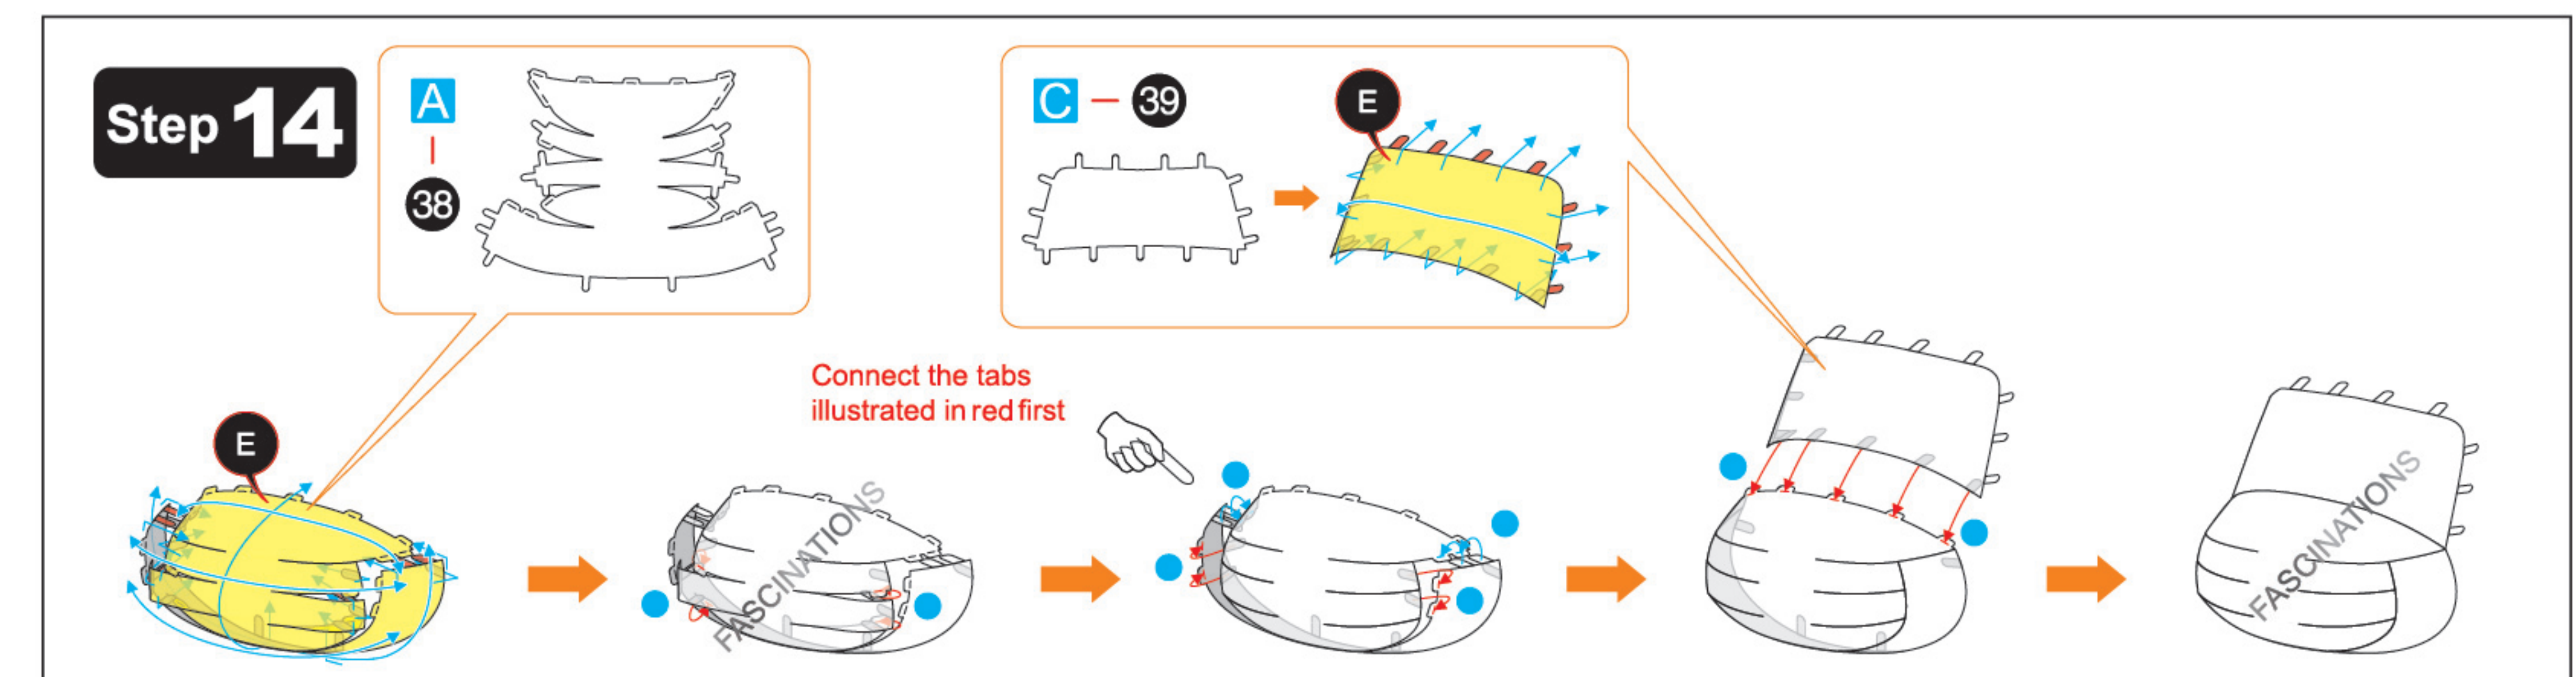 Step 14
A
38
C — 39
E
Connect the tabs
illustrated in red first
E
FASCINATIONS
FASCINATIONS